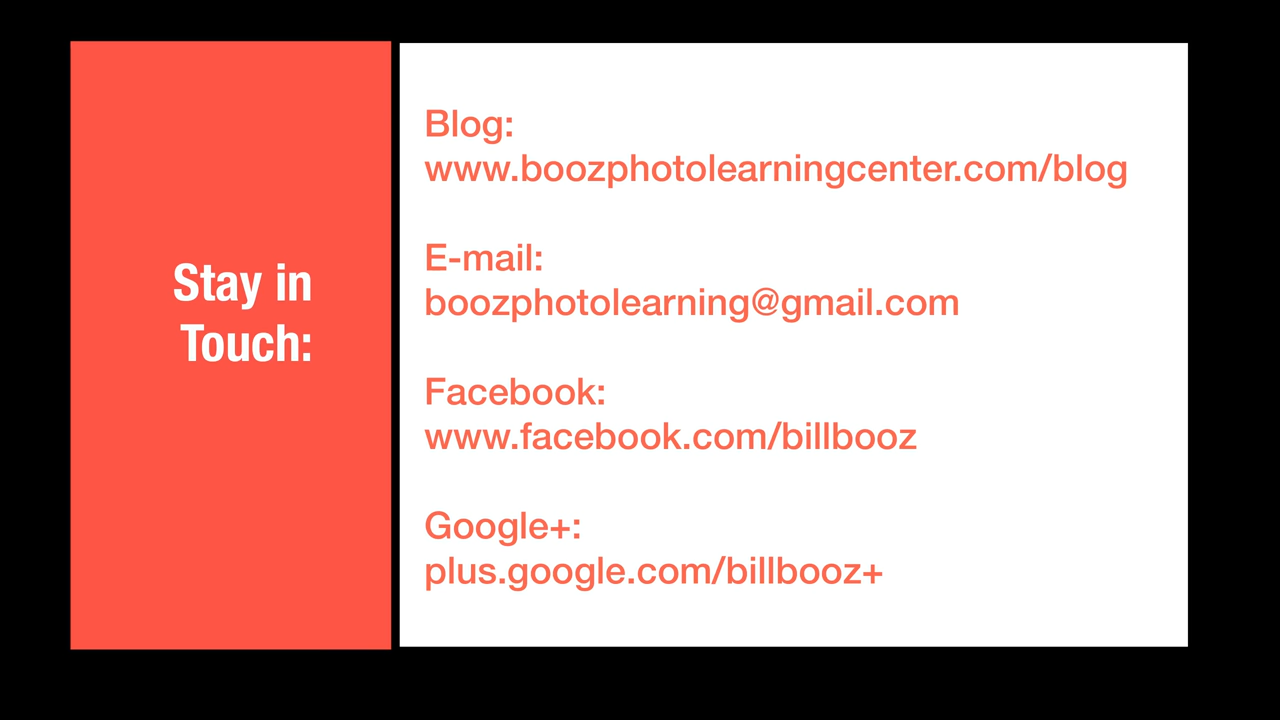 Stay in
Touch:
Blog:
www.boozphotolearningcenter.com/blog
E-mail:
boozphotolearning@gmail.com
Facebook:
www.facebook.com/billbooz
Google+:
plus.google.com/billbooz+